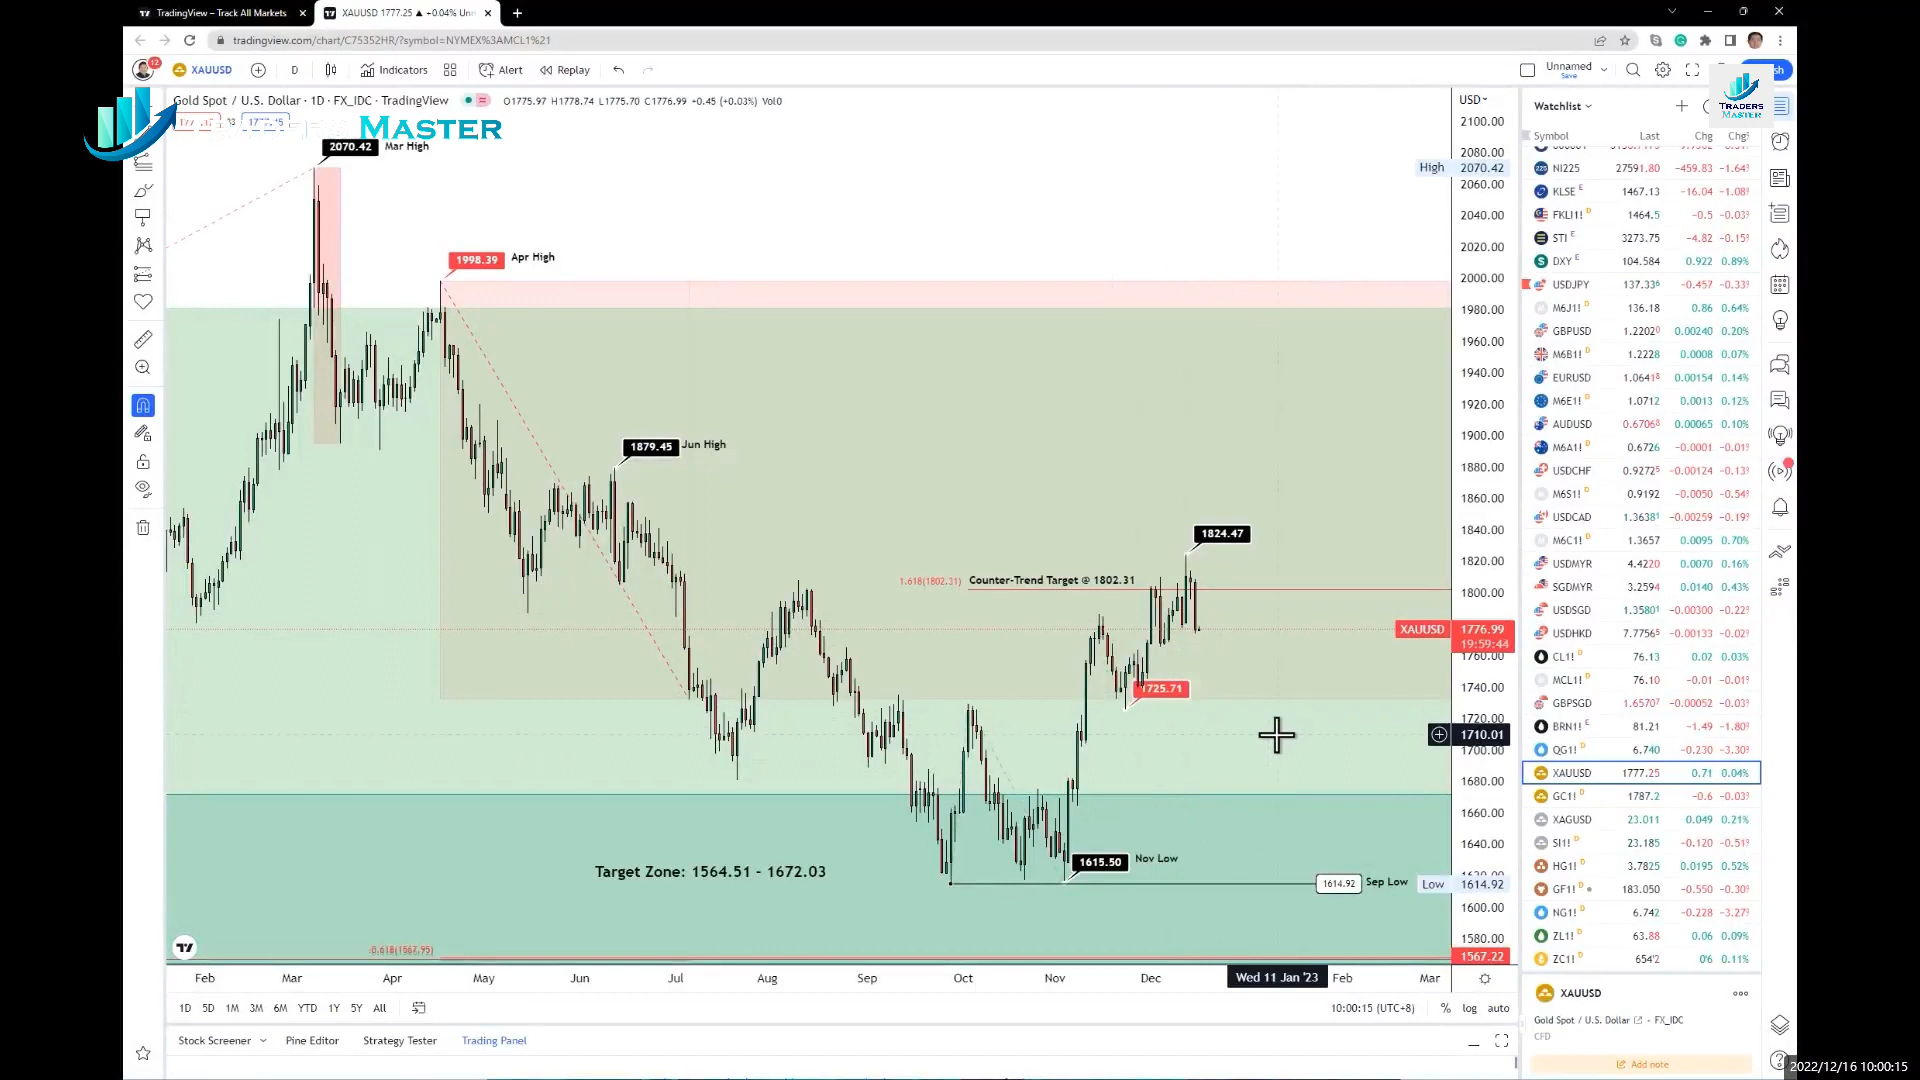 TradingView – Track All Markets
XAUUSD 1777.25 ▲ +0.04% Unn
tradingview.com/chart/C75352HR/?symbol=NYMEX%3AMCL1%21
12
XAUUSD
D
Indicators
Alert
Replay
Unnamed
Save
Gold Spot / U.S. Dollar · 1D · FX_IDC · TradingView
O1775.97 H1778.74 L1775.70 C1776.99 +0.45 (+0.03%) Vol0
MASTER
TRADERS
MASTER
2070.42 Mar High
1998.39 Apr High
1879.45 Jun High
1824.47
1.618(1802.31) Counter-Trend Target @ 1802.31
1725.71
1615.50 Nov Low
1614.92 Sep Low
Target Zone: 1564.51 - 1672.03
-0.618(1567.95)
USD
2100.00
2080.00
High 2070.42
2060.00
2040.00
2020.00
2000.00
1980.00
1960.00
1940.00
1920.00
1900.00
1880.00
1860.00
1840.00
1820.00
1800.00
XAUUSD 1776.99
19:59:44
1760.00
1740.00
1720.00
1710.01
1700.00
1680.00
1660.00
1640.00
Low 1614.92
1600.00
1580.00
1567.22
Feb Mar Apr May Jun Jul Aug Sep Oct Nov Dec Wed 11 Jan '23 Feb Mar
1D 5D 1M 3M 6M YTD 1Y 5Y All
10:00:15 (UTC+8) % log auto
Stock Screener Pine Editor Strategy Tester Trading Panel
Watchlist
Symbol Last Chg Chg%
NI225 27591.80 -459.83 -1.64%
KLSE E 1467.13 -16.04 -1.08%
FKLI1! D 1464.5 -0.5 -0.03%
STI E 3273.75 -4.82 -0.15%
DXY E 104.584 0.922 0.89%
USDJPY 137.336 -0.457 -0.33%
M6J1! D 136.18 0.86 0.64%
GBPUSD 1.22020 0.00240 0.20%
M6B1! D 1.2228 0.0008 0.07%
EURUSD 1.06418 0.00154 0.14%
M6E1! D 1.0712 0.0013 0.12%
AUDUSD 0.67068 0.00065 0.10%
M6A1! D 0.6726 -0.0001 -0.01%
USDCHF 0.92725 -0.00124 -0.13%
M6S1! D 0.9192 -0.0050 -0.54%
USDCAD 1.36381 -0.00259 -0.19%
M6C1! D 1.3657 0.0095 0.70%
USDMYR 4.4220 0.0070 0.16%
SGDMYR 3.2594 0.0140 0.43%
USDSGD 1.35801 -0.00300 -0.22%
USDHKD 7.77565 -0.00133 -0.02%
CL1! D 76.13 0.02 0.03%
MCL1! D 76.10 -0.01 -0.01%
GBPSGD 1.65707 -0.00052 -0.03%
BRN1! E 81.21 -1.49 -1.80%
QG1! D 6.740 -0.230 -3.30%
XAUUSD 1777.25 0.71 0.04%
GC1! D 1787.2 -0.6 -0.03%
XAGUSD 23.011 0.049 0.21%
SI1! D 23.185 -0.120 -0.51%
HG1! D 3.7825 0.0195 0.52%
GF1! D 183.050 -0.550 -0.30%
NG1! D 6.742 -0.228 -3.27%
ZL1! D 63.88 0.06 0.09%
ZC1! D 654'2 0'6 0.11%
XAUUSD
Gold Spot / U.S. Dollar • FX_IDC
CFD
Add note
2022/12/16 10:00:15